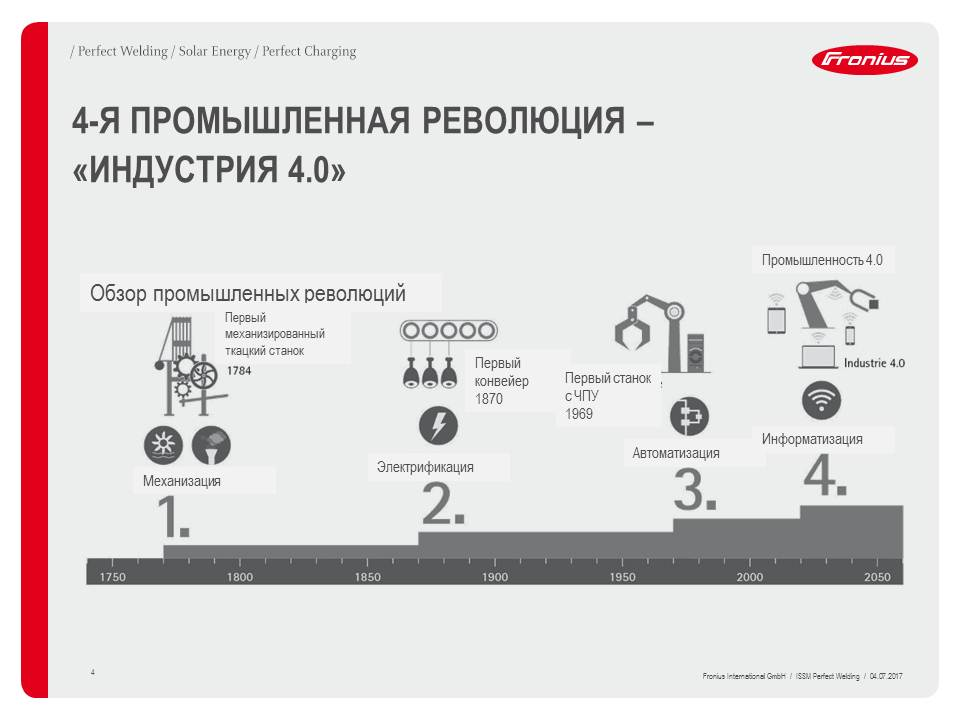 / Perfect Welding / Solar Energy / Perfect Charging
Fronius
4-Я ПРОМЫШЛЕННАЯ РЕВОЛЮЦИЯ –
«ИНДУСТРИЯ 4.0»
Промышленность 4.0
Обзор промышленных революций
Первый
механизированный
ткацкий станок
1784
Первый
конвейер
1870
Первый станок
с ЧПУ
1969
Industrie 4.0
Механизация
Электрификация
Автоматизация
Информатизация
1.
2.
3.
4.
1750 1800 1850 1900 1950 2000 2050
4
Fronius International GmbH / ISSM Perfect Welding / 04.07.2017